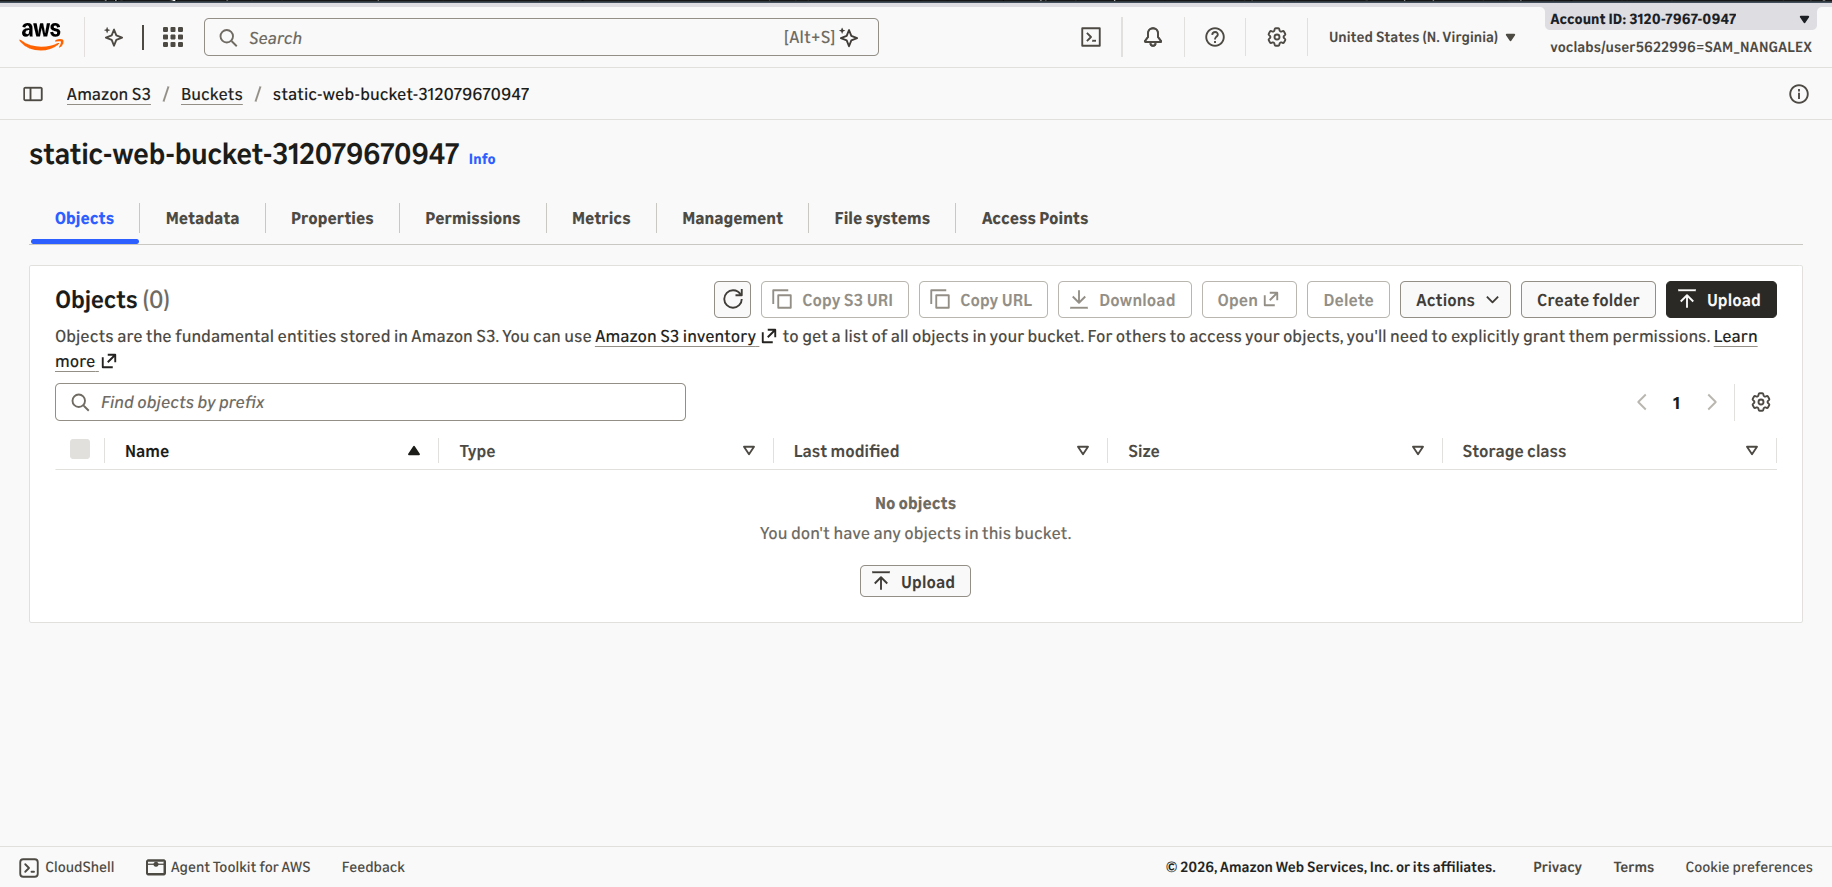 aws
Search
[Alt+S]
United States (N. Virginia)
Account ID: 3120-7967-0947
voclabs/user5622996=SAM_NANGALEX
Amazon S3 / Buckets / static-web-bucket-312079670947
static-web-bucket-312079670947 Info
Objects Metadata Properties Permissions Metrics Management File systems Access Points
Objects (0)
Copy S3 URI Copy URL Download Open Delete Actions Create folder Upload
Objects are the fundamental entities stored in Amazon S3. You can use Amazon S3 inventory to get a list of all objects in your bucket. For others to access your objects, you'll need to explicitly grant them permissions. Learn
more
Find objects by prefix
1
Name Type Last modified Size Storage class
No objects
You don't have any objects in this bucket.
Upload
CloudShell Agent Toolkit for AWS Feedback © 2026, Amazon Web Services, Inc. or its affiliates. Privacy Terms Cookie preferences